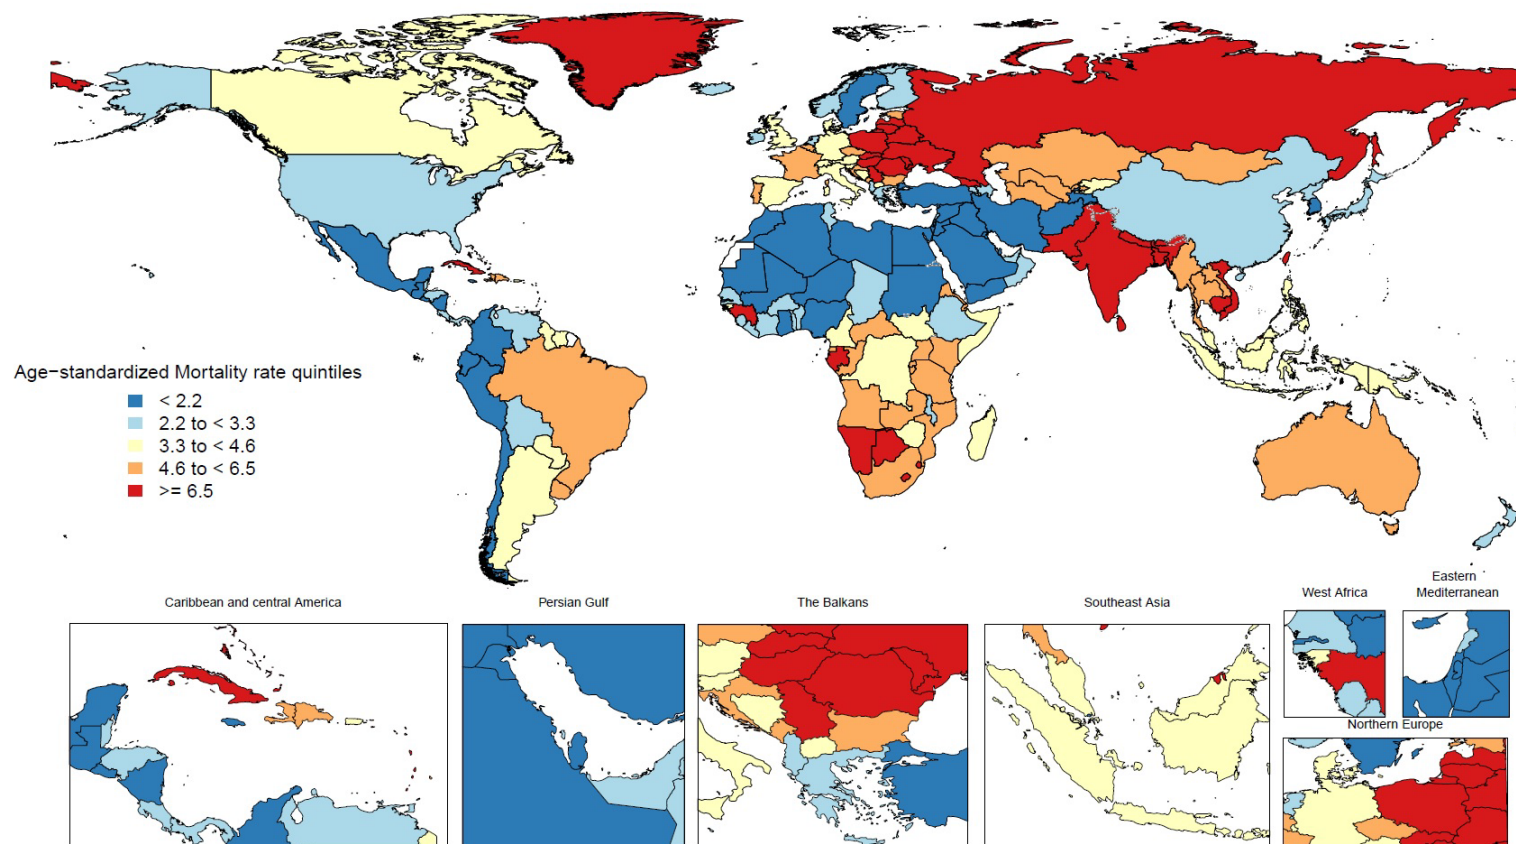 Age−standardized Mortality rate quintiles
< 2.2
2.2 to < 3.3
3.3 to < 4.6
4.6 to < 6.5
>= 6.5
Caribbean and central America
Persian Gulf
The Balkans
Southeast Asia
West Africa
Eastern
Mediterranean
Northern Europe